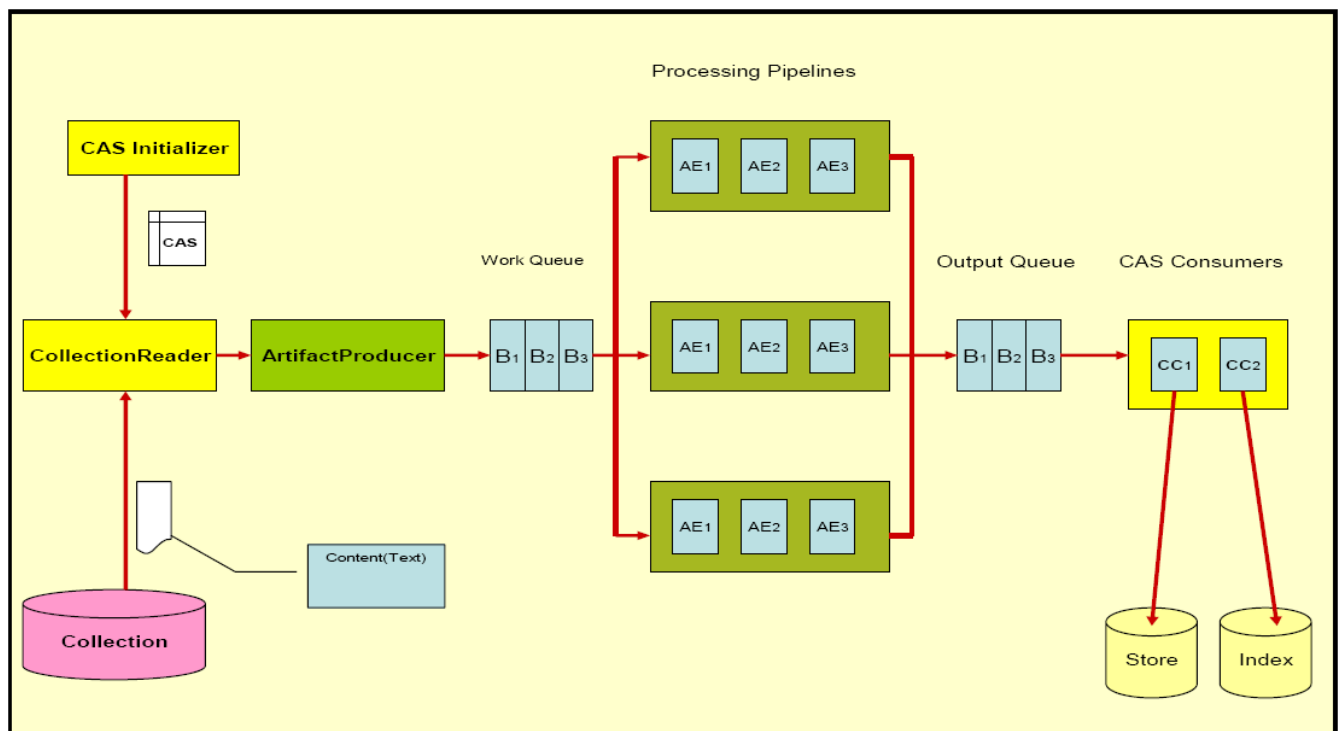 Processing Pipelines
CAS Initializer
AE1 AE2 AE3
CAS
Work Queue
Output Queue
CAS Consumers
CollectionReader
ArtifactProducer
B1 B2 B3
AE1 AE2 AE3
B1 B2 B3
CC1 CC2
AE1 AE2 AE3
Content(Text)
Collection
Store
Index